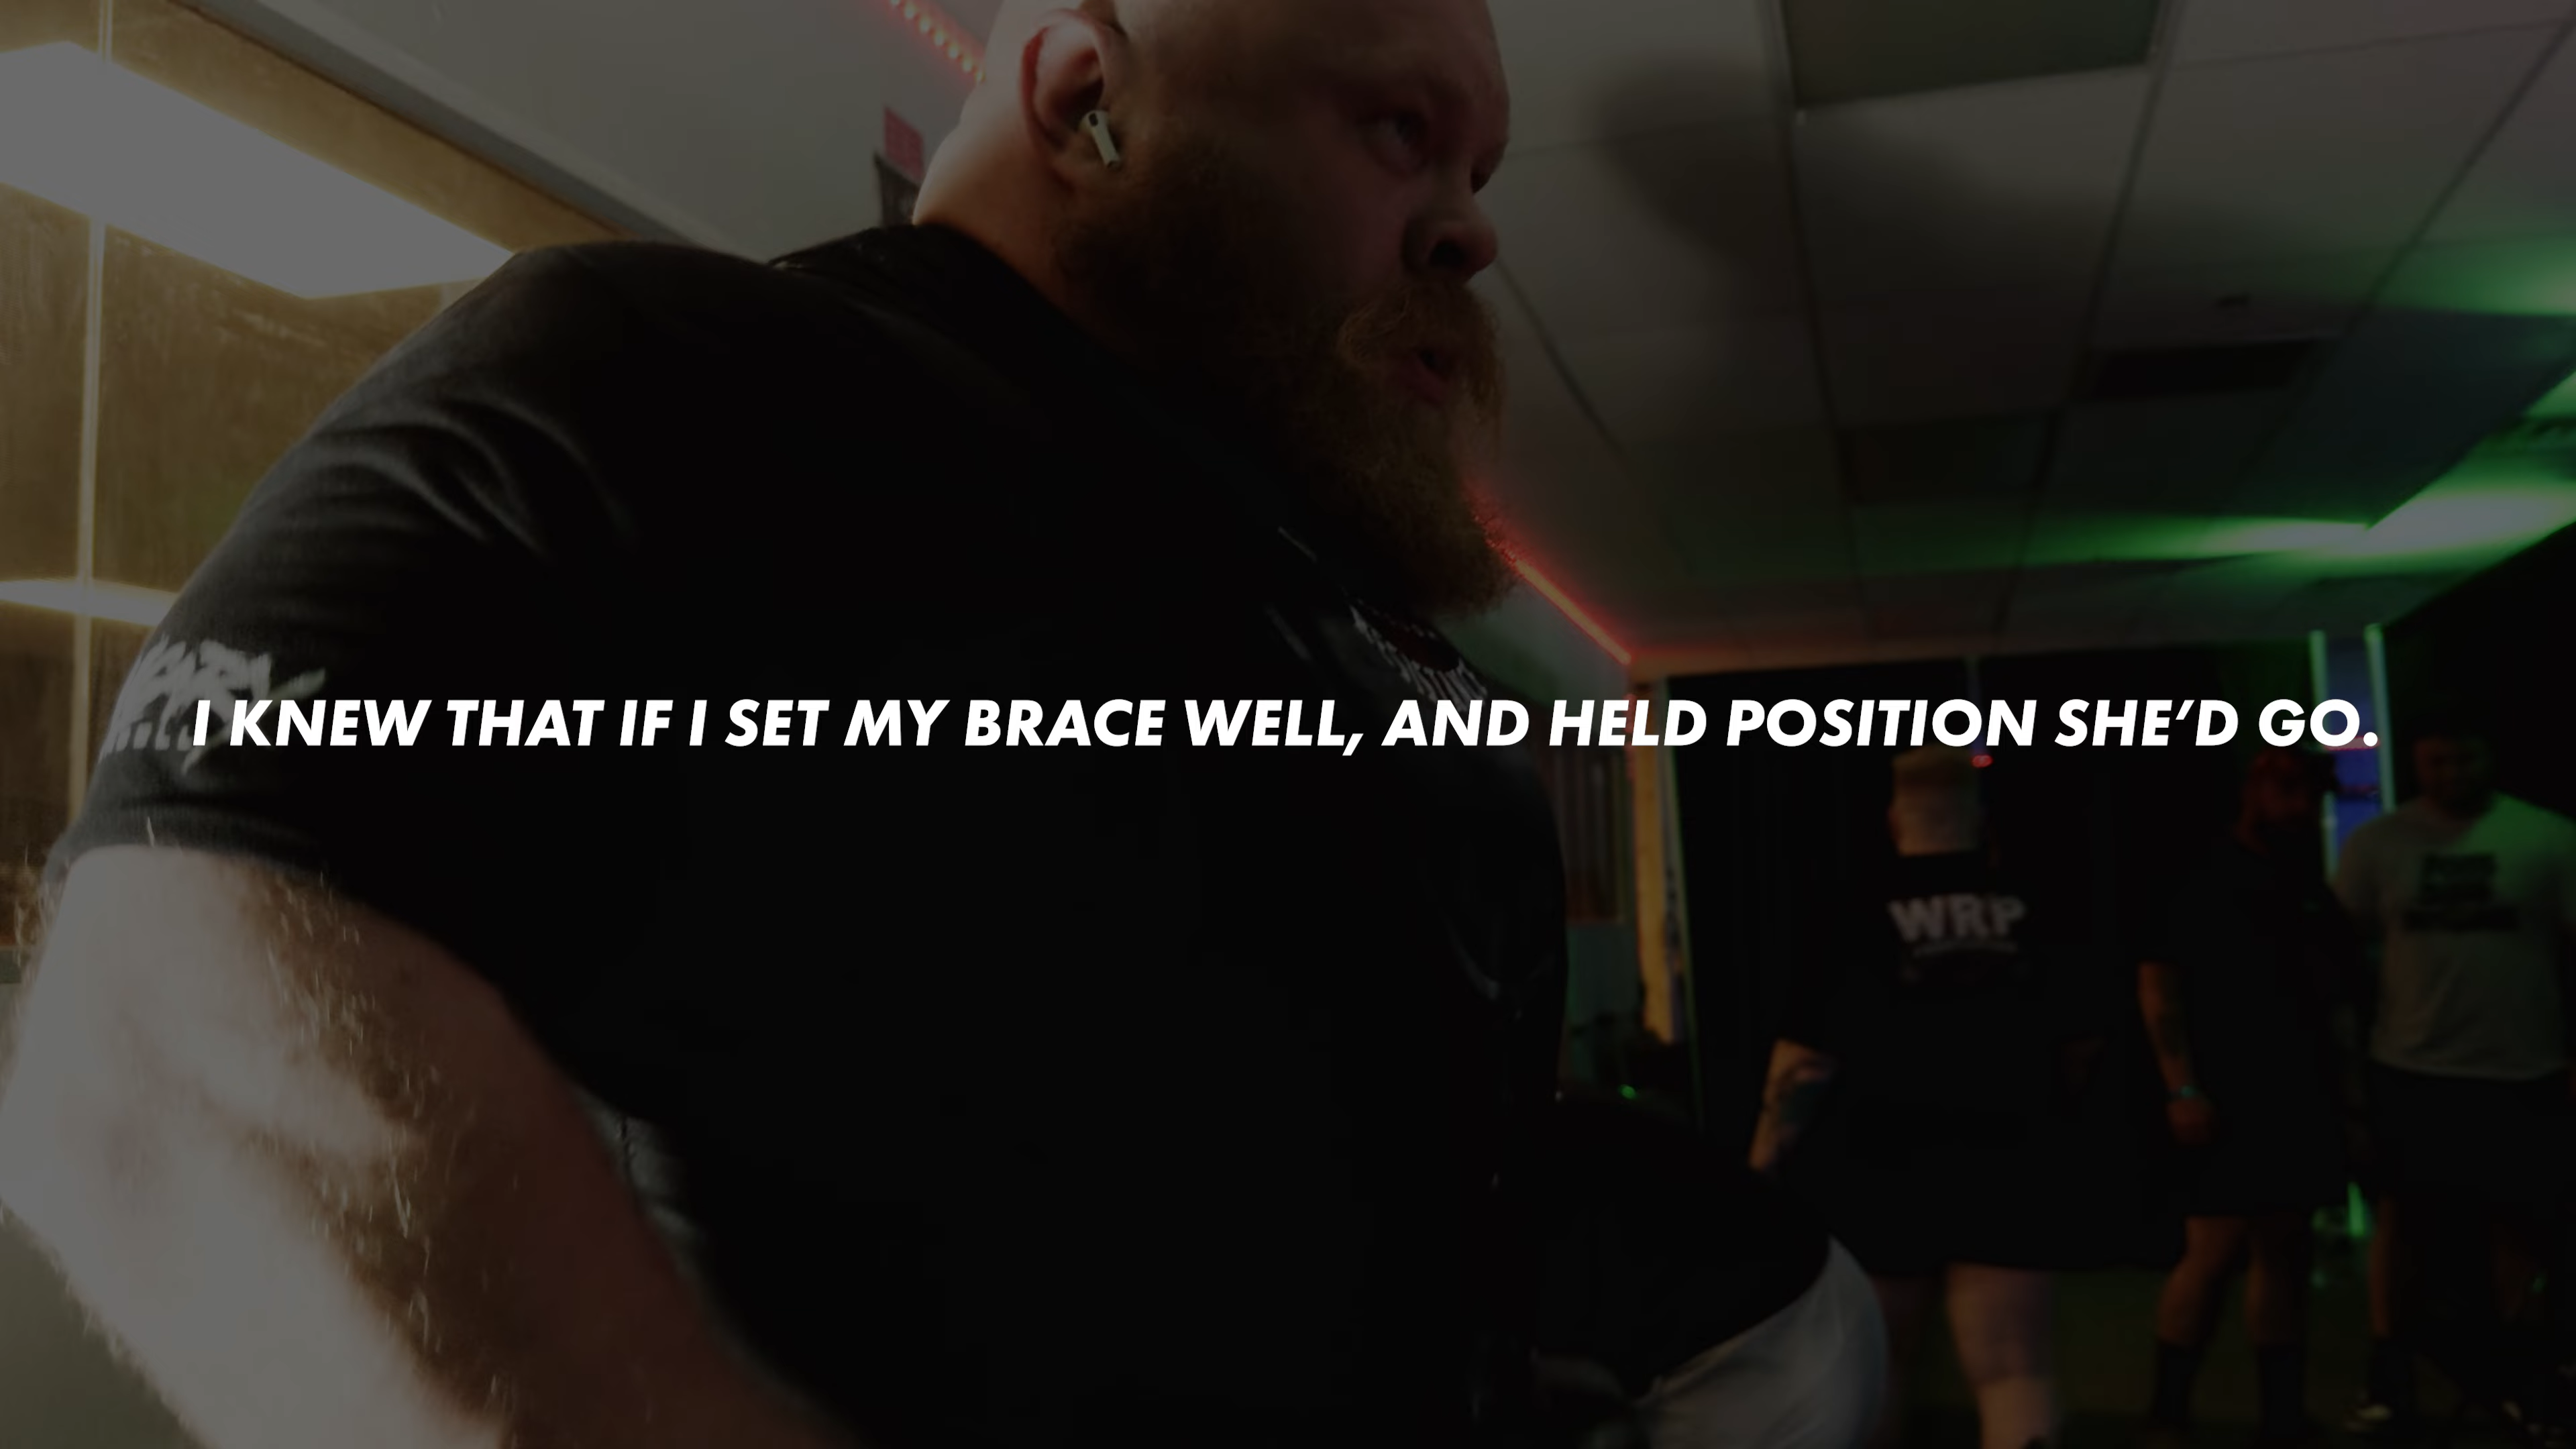 I KNEW THAT IF I SET MY BRACE WELL, AND HELD POSITION SHE’D GO.
WRP